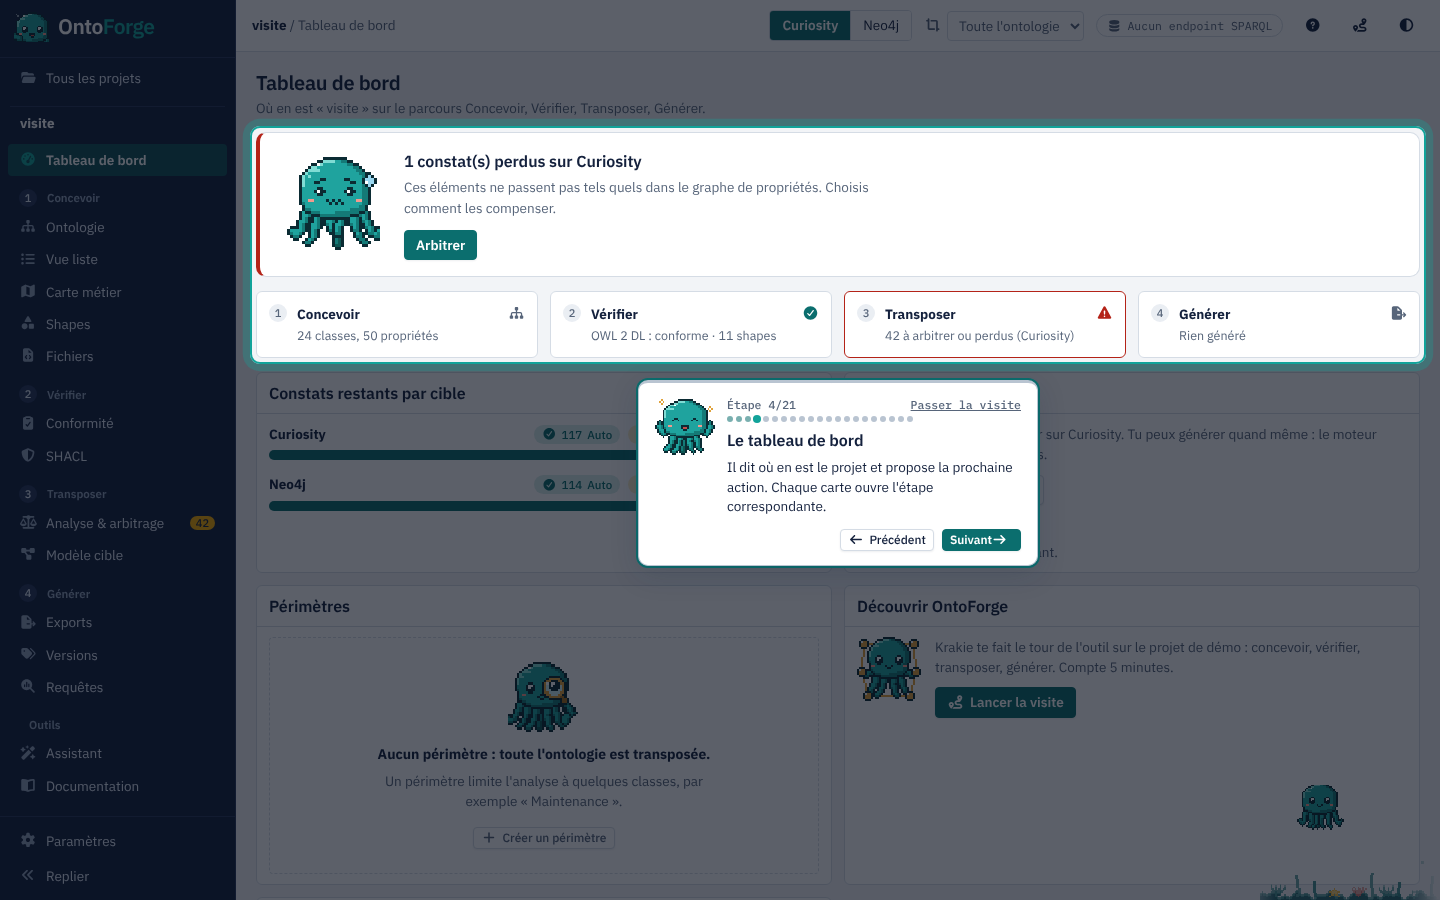 OntoForge
visite / Tableau de bord
Curiosity
Neo4j
Toute l'ontologie
Aucun endpoint SPARQL
Tous les projets
visite
Tableau de bord
1 Concevoir
Ontologie
Vue liste
Carte métier
Shapes
Fichiers
2 Vérifier
Conformité
SHACL
3 Transposer
Analyse & arbitrage 42
Modèle cible
4 Générer
Exports
Versions
Requêtes
Outils
Assistant
Documentation
Paramètres
Replier
Tableau de bord
Où en est « visite » sur le parcours Concevoir, Vérifier, Transposer, Générer.
1 constat(s) perdus sur Curiosity
Ces éléments ne passent pas tels quels dans le graphe de propriétés. Choisis
comment les compenser.
Arbitrer
1 Concevoir
24 classes, 50 propriétés
2 Vérifier
OWL 2 DL : conforme · 11 shapes
3 Transposer
42 à arbitrer ou perdus (Curiosity)
4 Générer
Rien généré
Constats restants par cible
Curiosity
117 Auto
Neo4j
114 Auto
Étape 4/21
Passer la visite
Le tableau de bord
Il dit où en est le projet et propose la prochaine
action. Chaque carte ouvre l'étape
correspondante.
Précédent
Suivant
sur Curiosity. Tu peux générer quand même : le moteur
s.
nt.
Périmètres
Aucun périmètre : toute l'ontologie est transposée.
Un périmètre limite l'analyse à quelques classes, par
exemple « Maintenance ».
Créer un périmètre
Découvrir OntoForge
Krakie te fait le tour de l'outil sur le projet de démo : concevoir, vérifier,
transposer, générer. Compte 5 minutes.
Lancer la visite